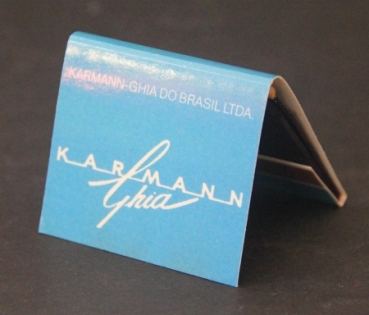 KARMANN-GHIA DO BRASIL LTDA.
KARMANN
Ghia